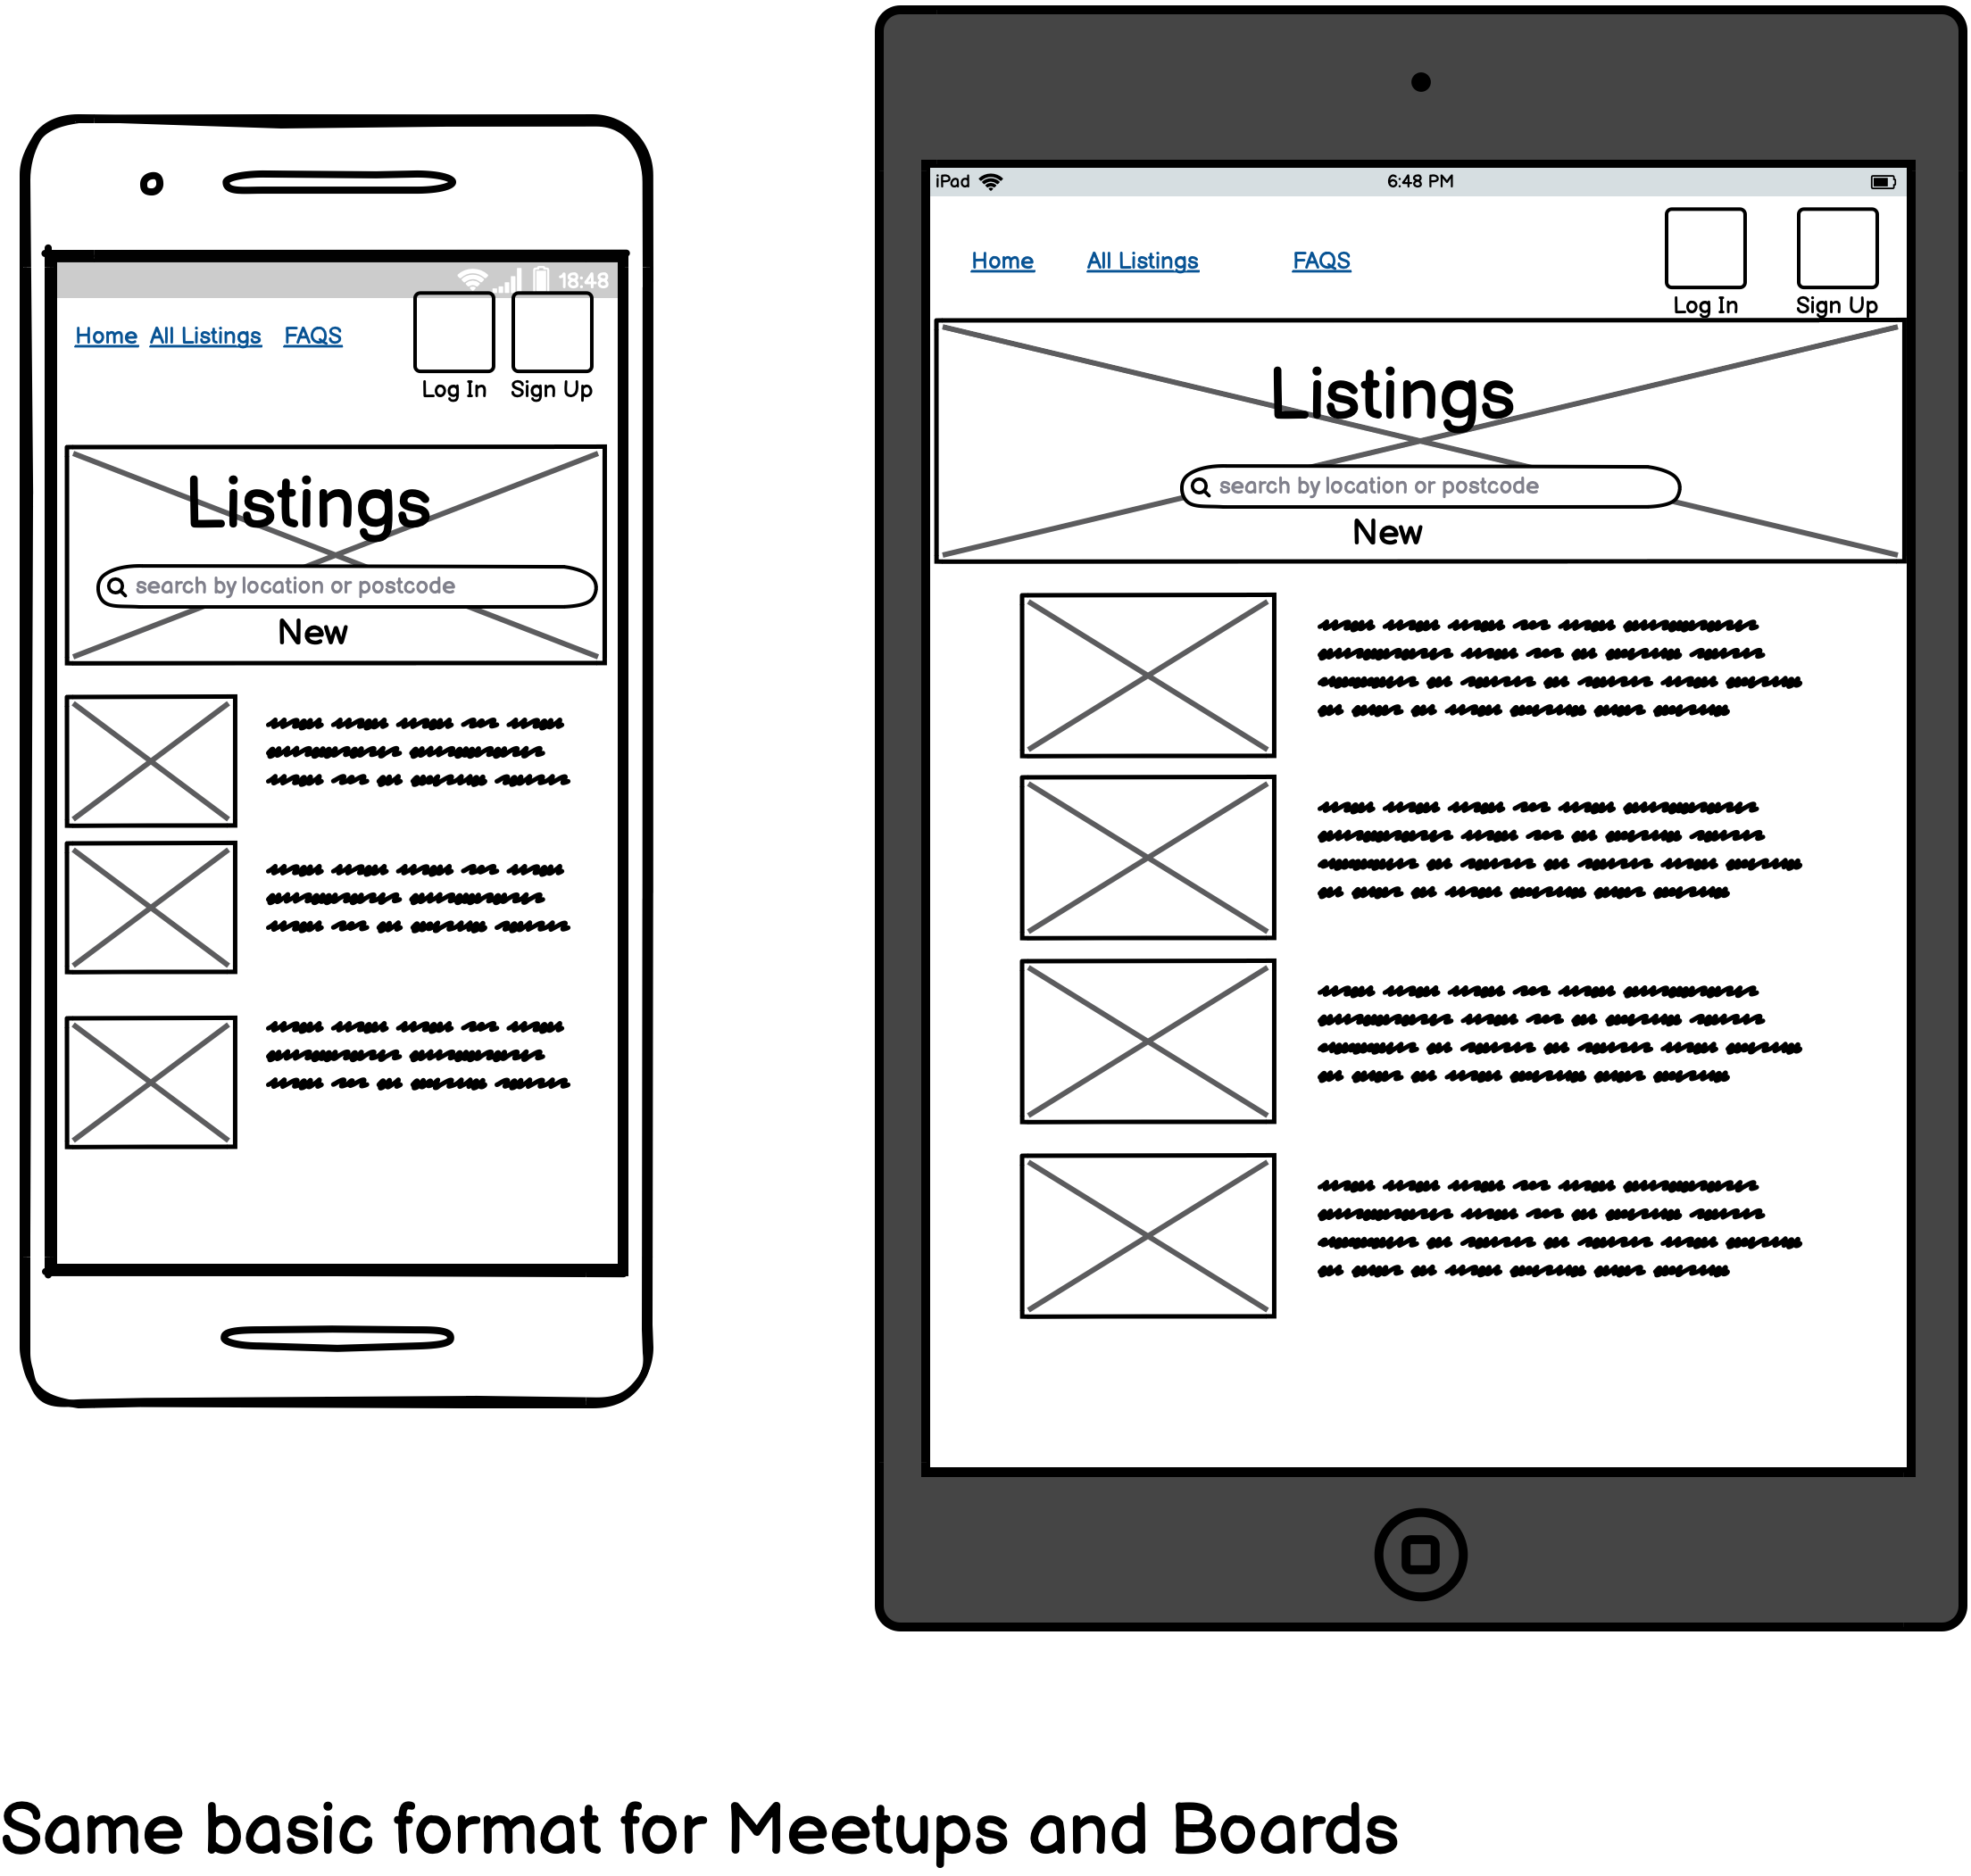 18:48
Home All Listings FAQS
Log In Sign Up
Listings
search by location or postcode
New
iPad 6:48 PM
Home All Listings FAQS
Log In Sign Up
Listings
search by location or postcode
New
Same basic format for Meetups and Boards